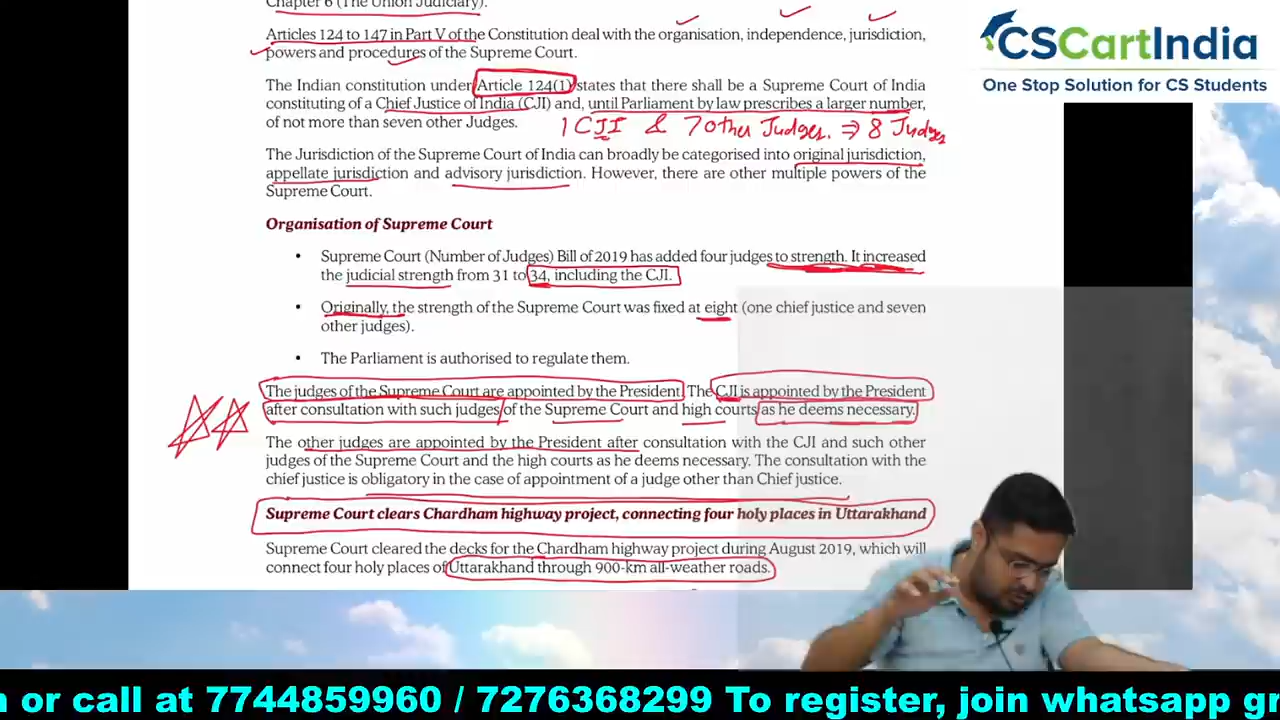 Chapter 6 (The Union Judiciary).
Articles 124 to 147 in Part V of the Constitution deal with the organisation, independence, jurisdiction,
powers and procedures of the Supreme Court.
The Indian constitution under Article 124(1) states that there shall be a Supreme Court of India
constituting of a Chief Justice of India (CJI) and, until Parliament by law prescribes a larger number,
of not more than seven other Judges.
1 CJI & 7 other Judges. ⇒ 8 Judges
The Jurisdiction of the Supreme Court of India can broadly be categorised into original jurisdiction,
appellate jurisdiction and advisory jurisdiction. However, there are other multiple powers of the
Supreme Court.
Organisation of Supreme Court
• Supreme Court (Number of Judges) Bill of 2019 has added four judges to strength. It increased
the judicial strength from 31 to 34, including the CJI.
• Originally, the strength of the Supreme Court was fixed at eight (one chief justice and seven
other judges).
• The Parliament is authorised to regulate them.
The judges of the Supreme Court are appointed by the President. The CJI is appointed by the President
after consultation with such judges of the Supreme Court and high courts as he deems necessary.
The other judges are appointed by the President after consultation with the CJI and such other
judges of the Supreme Court and the high courts as he deems necessary. The consultation with the
chief justice is obligatory in the case of appointment of a judge other than Chief justice.
Supreme Court clears Chardham highway project, connecting four holy places in Uttarakhand
Supreme Court cleared the decks for the Chardham highway project during August 2019, which will
connect four holy places of Uttarakhand through 900-km all-weather roads.
CSCartIndia
One Stop Solution for CS Students
or call at 7744859960 / 7276368299 To register, join whatsapp